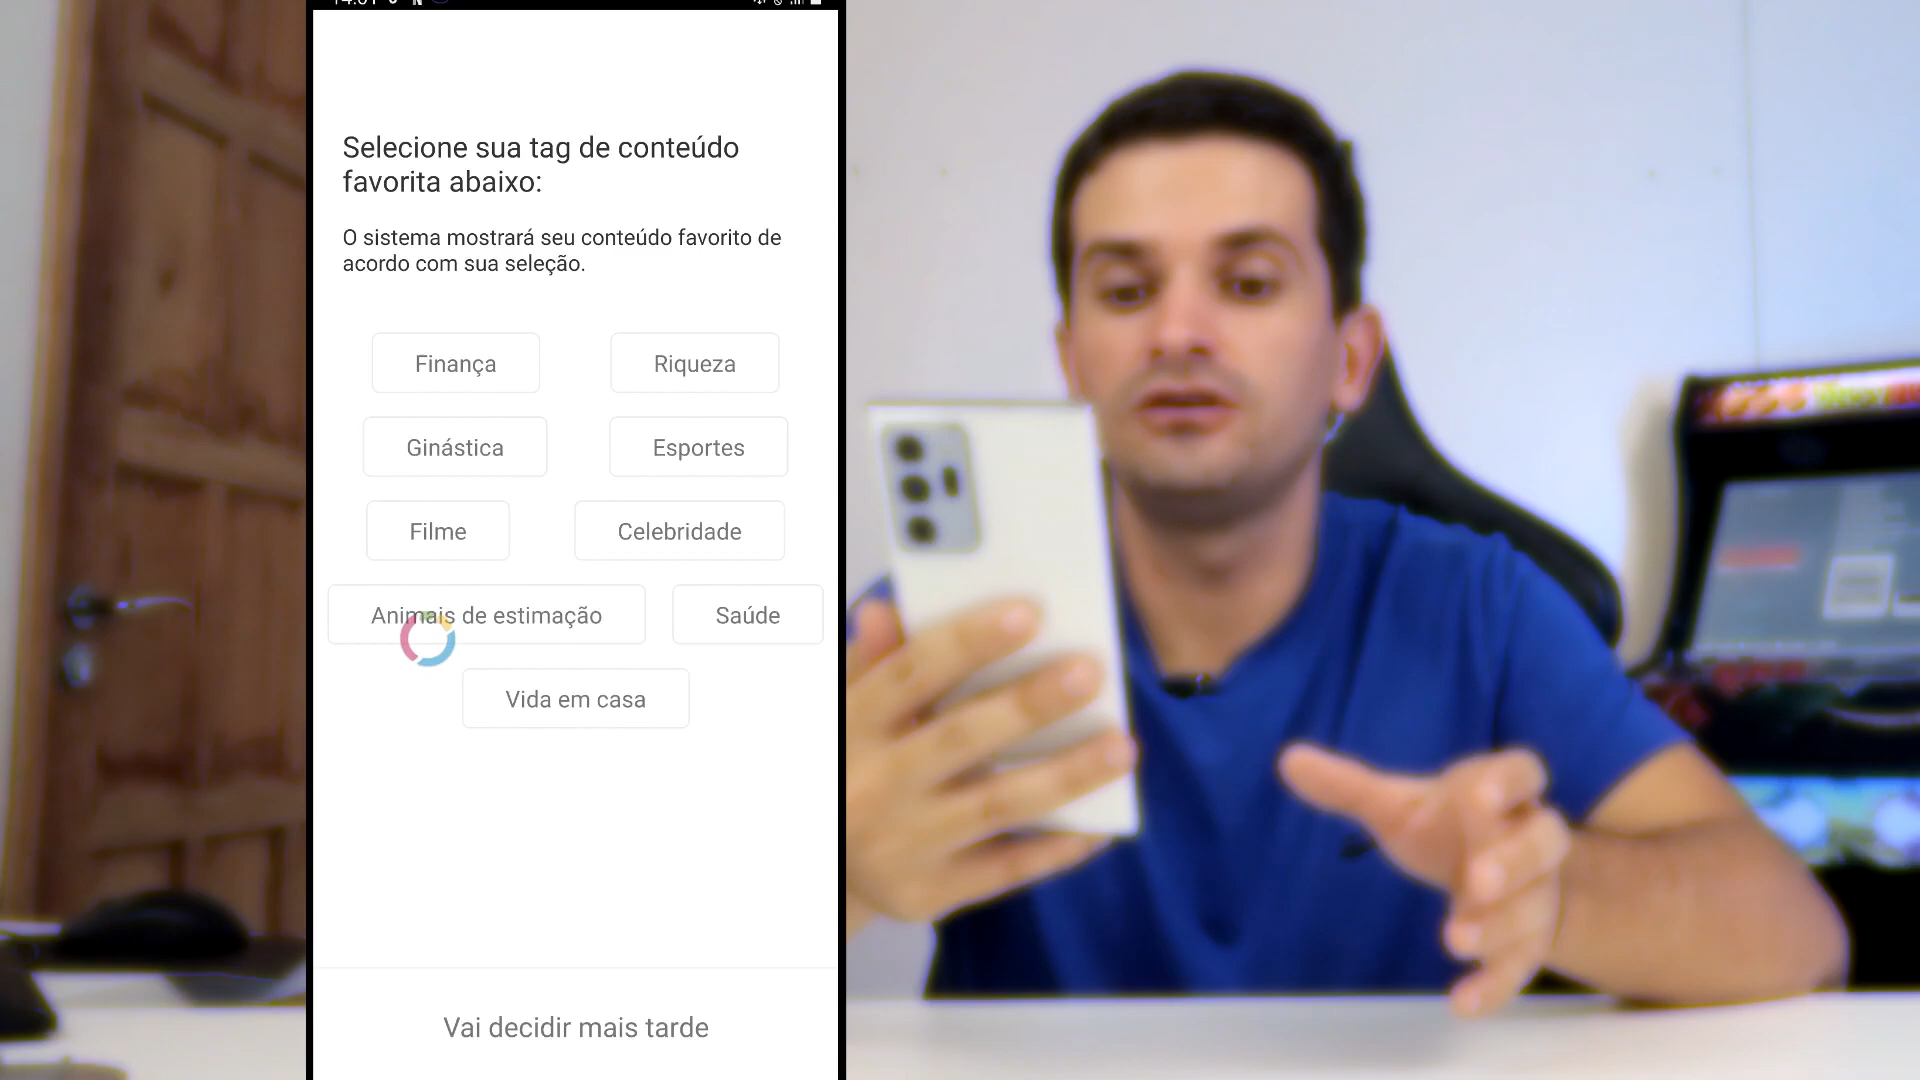 Selecione sua tag de conteúdo
favorita abaixo:
O sistema mostrará seu conteúdo favorito de
acordo com sua seleção.
Finança
Riqueza
Ginástica
Esportes
Filme
Celebridade
Animais de estimação
Saúde
Vida em casa
Vai decidir mais tarde